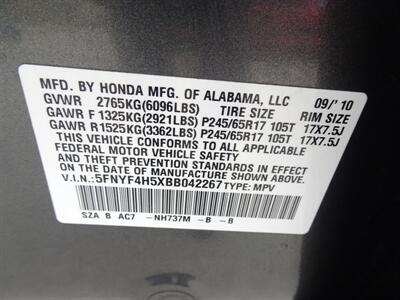 MFD. BY HONDA MFG. OF ALABAMA, LLC 09/'10
GVWR 2765KG(6096LBS) TIRE SIZE RIM SIZE
GAWR F 1325KG(2921LBS) P245/65R17 105T 17X7.5J
GAWR R 1525KG(3362LBS) P245/65R17 105T 17X7.5J
THIS VEHICLE CONFORMS TO ALL APPLICABLE
FEDERAL MOTOR VEHICLE SAFETY STANDARDS IN EFFECT
ON THE DATE OF MANUFACTURE SHOWN ABOVE.
V.I.N.:5FNYF4H5XBB042267 TYPE: MPV
SZA B AC7 -NH737M -B -B